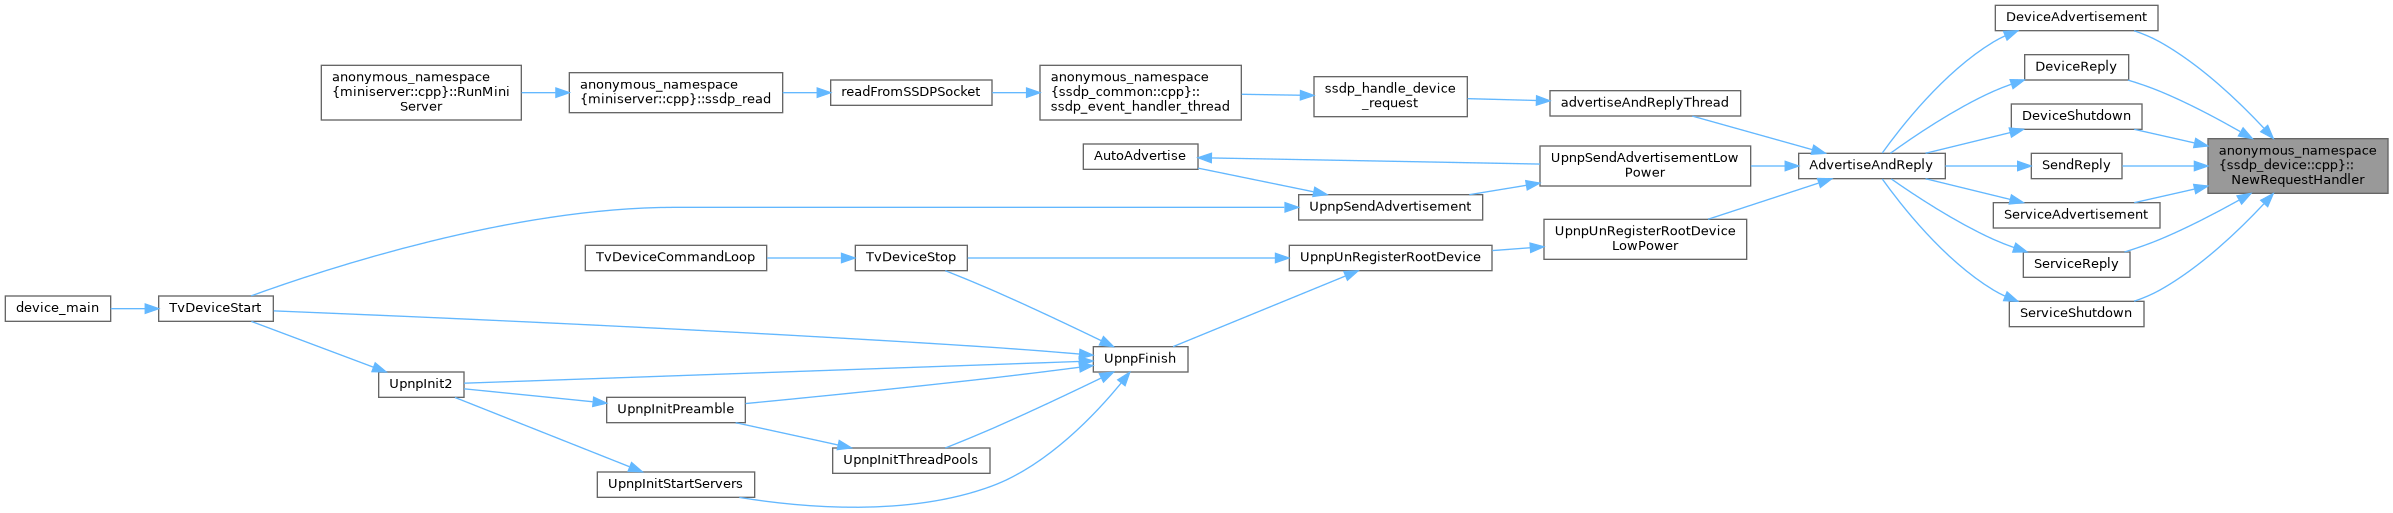 DeviceAdvertisement
DeviceReply
DeviceShutdown
SendReply
ServiceAdvertisement
ServiceReply
ServiceShutdown
anonymous_namespace
{ssdp_device::cpp}::
NewRequestHandler
AdvertiseAndReply
advertiseAndReplyThread
UpnpSendAdvertisementLow
Power
UpnpUnRegisterRootDevice
LowPower
ssdp_handle_device
_request
anonymous_namespace
{ssdp_common::cpp}::
ssdp_event_handler_thread
readFromSSDPSocket
anonymous_namespace
{miniserver::cpp}::ssdp_read
anonymous_namespace
{miniserver::cpp}::RunMini
Server
AutoAdvertise
UpnpSendAdvertisement
UpnpUnRegisterRootDevice
TvDeviceStop
TvDeviceCommandLoop
TvDeviceStart
device_main
UpnpFinish
UpnpInit2
UpnpInitPreamble
UpnpInitThreadPools
UpnpInitStartServers